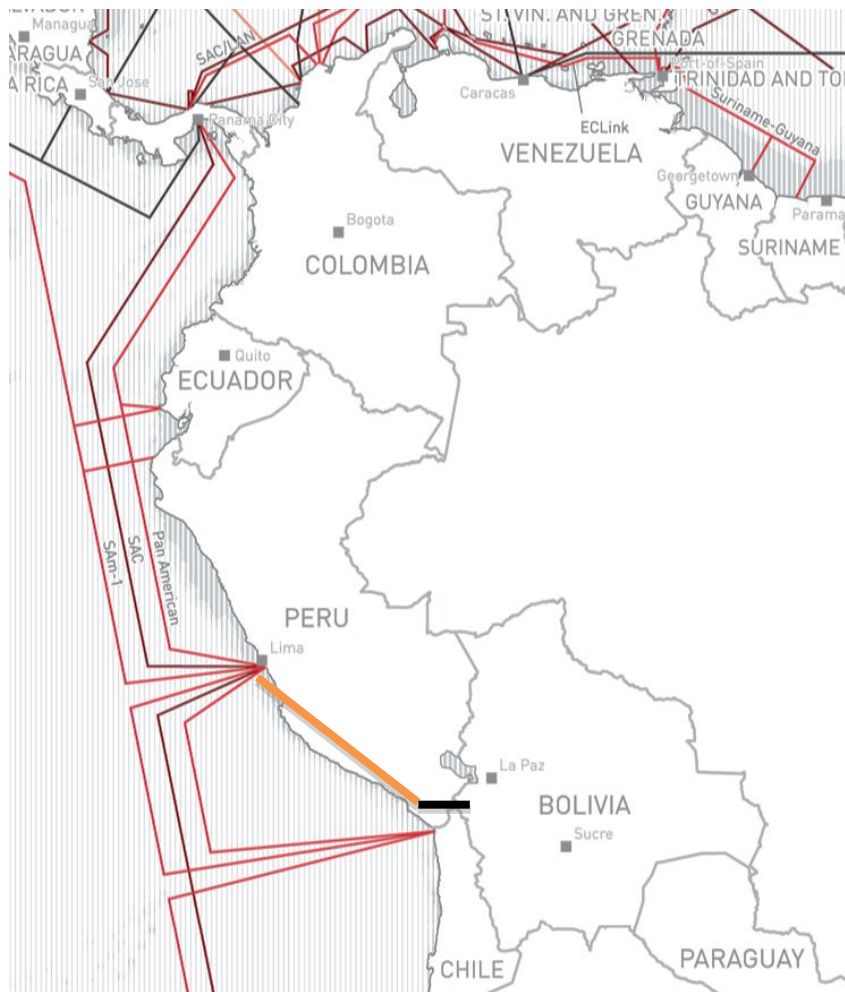 Managua
ARAGUA
A RICA
San Jose
Panama City
SAC/LAN
ST. VIN. AND GREN.
GRENADA
Port-of-Spain
TRINIDAD AND TO
Caracas
ECLink
VENEZUELA
Suriname-Guyana
Georgetown
GUYANA
Parama
SURINAME
Bogota
COLOMBIA
Quito
ECUADOR
SAm-1
SAC
Pan American
PERU
Lima
La Paz
BOLIVIA
Sucre
CHILE
PARAGUAY